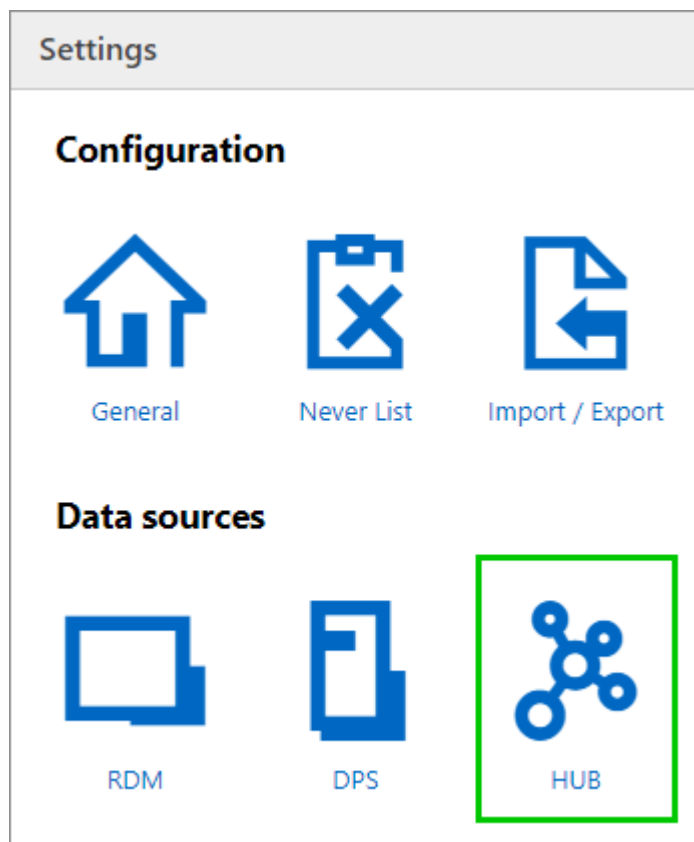 Settings
Configuration
General
Never List
Import / Export
Data sources
RDM
DPS
HUB